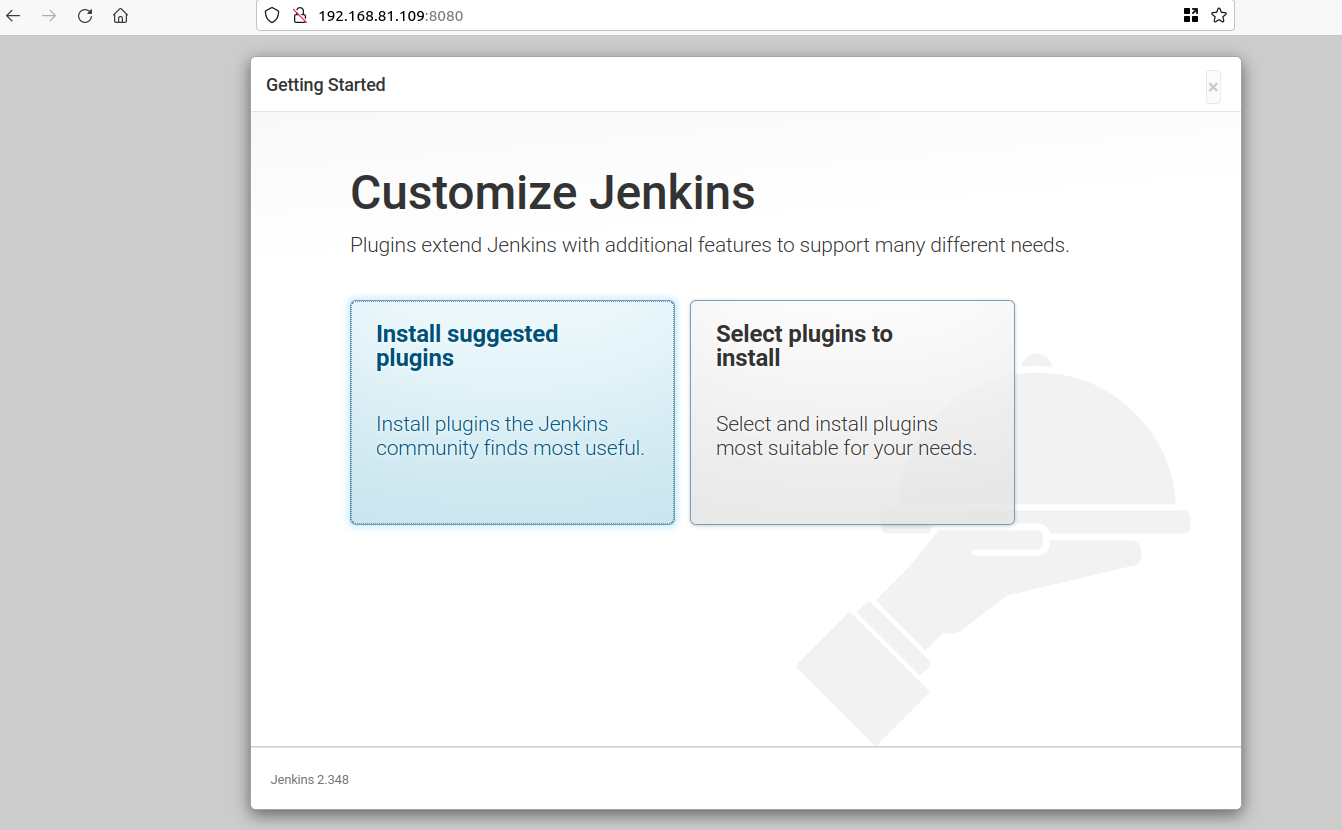 192.168.81.109:8080
Getting Started
×
Customize Jenkins
Plugins extend Jenkins with additional features to support many different needs.
Install suggested
plugins
Install plugins the Jenkins
community finds most useful.
Select plugins to
install
Select and install plugins
most suitable for your needs.
Jenkins 2.348